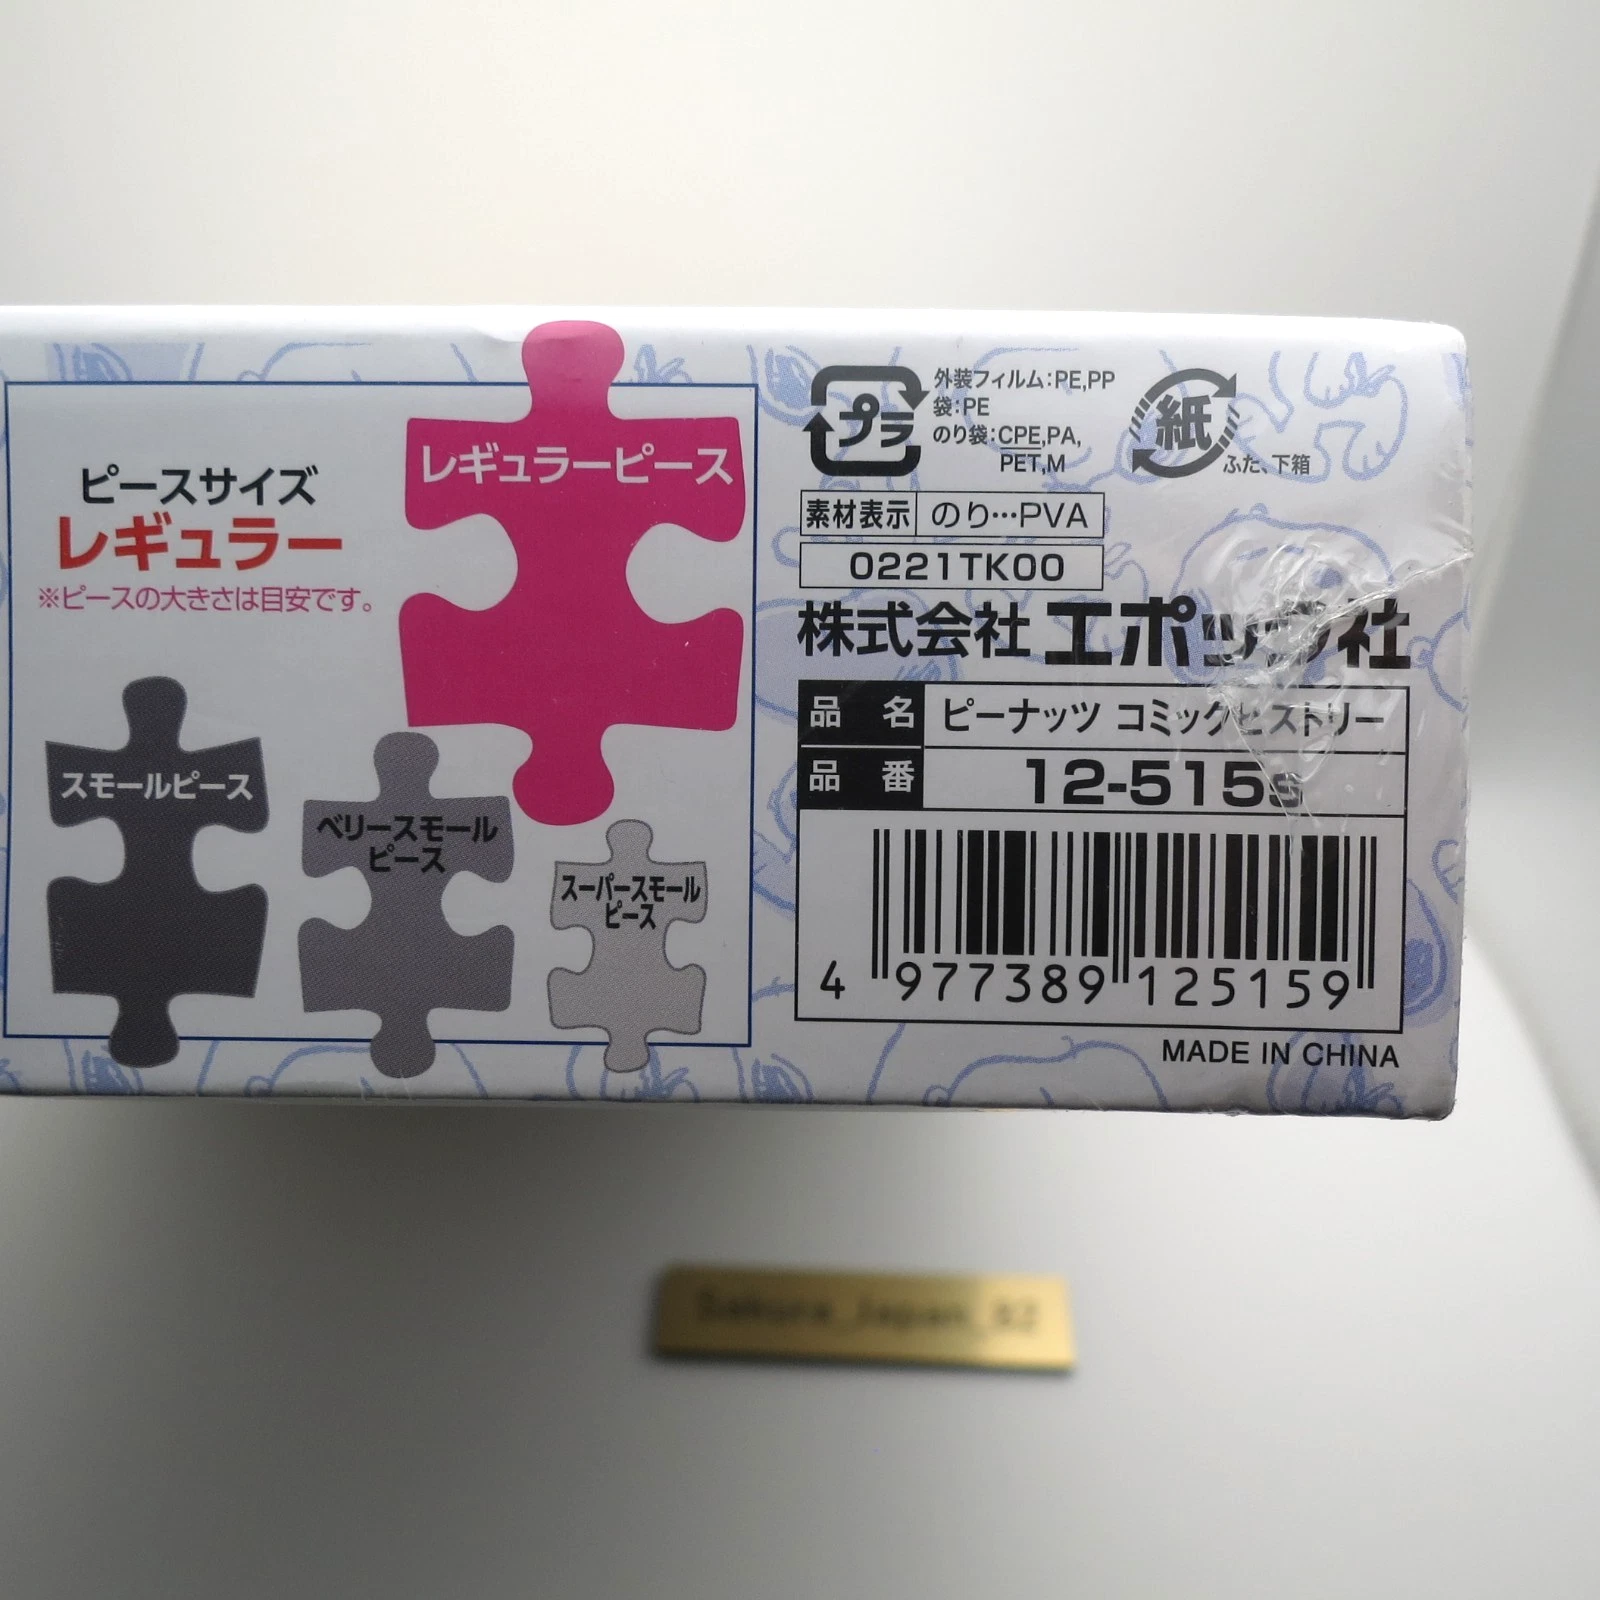 ピースサイズ
レギュラー
※ピースの大きさは目安です。
レギュラーピース
スモールピース
ベリースモール
ピース
スーパースモール
ピース
プラ
外装フィルム:PE,PP
袋:PE
のり袋:CPE,PA,
PET,M
紙
ふた、下箱
素材表示 のり…PVA
0221TK00
株式会社 エポック社
品名 ピーナッツ コミックヒストリー
品番 12-515s
4 977389 125159
MADE IN CHINA
Sakura_Japan_82